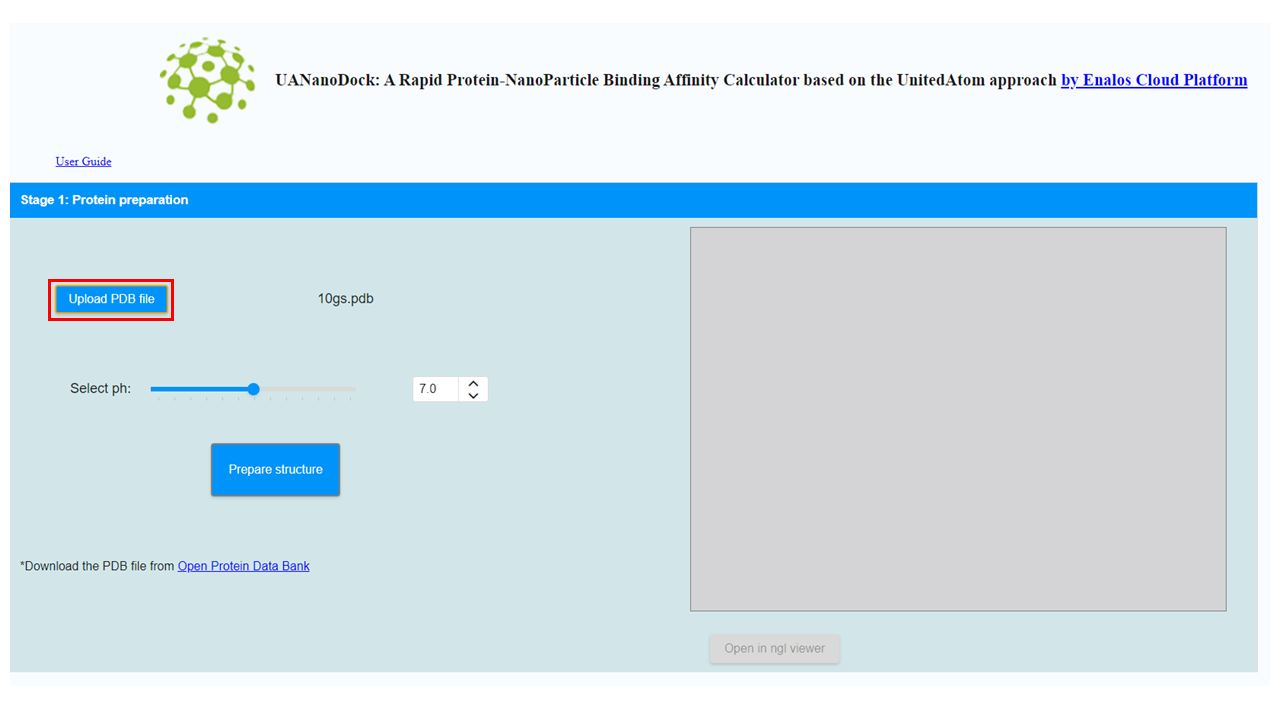 UANanoDock: A Rapid Protein-NanoParticle Binding Affinity Calculator based on the UnitedAtom approach by Enalos Cloud Platform
User Guide
Stage 1: Protein preparation
Upload PDB file
10gs.pdb
Select ph:
7.0
Prepare structure
*Download the PDB file from Open Protein Data Bank
Open in ngl viewer